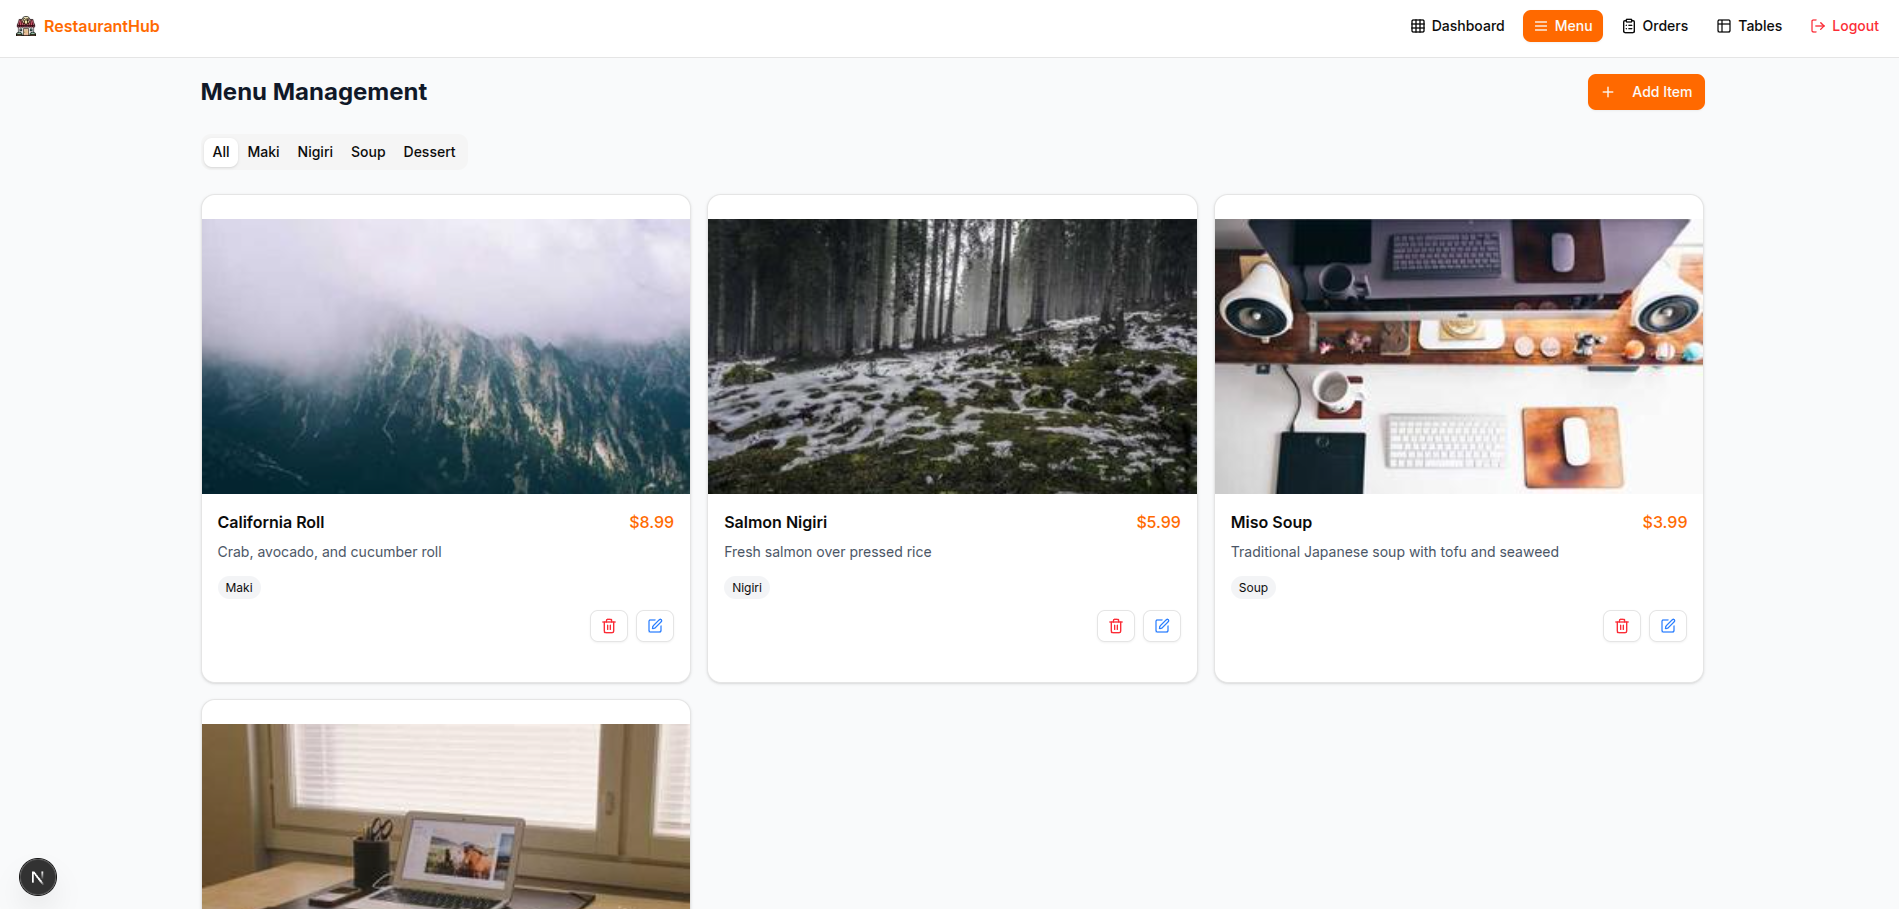 RestaurantHub
Dashboard
Menu
Orders
Tables
Logout
Menu Management
Add Item
All
Maki
Nigiri
Soup
Dessert
California Roll
$8.99
Crab, avocado, and cucumber roll
Maki
Salmon Nigiri
$5.99
Fresh salmon over pressed rice
Nigiri
Miso Soup
$3.99
Traditional Japanese soup with tofu and seaweed
Soup
N